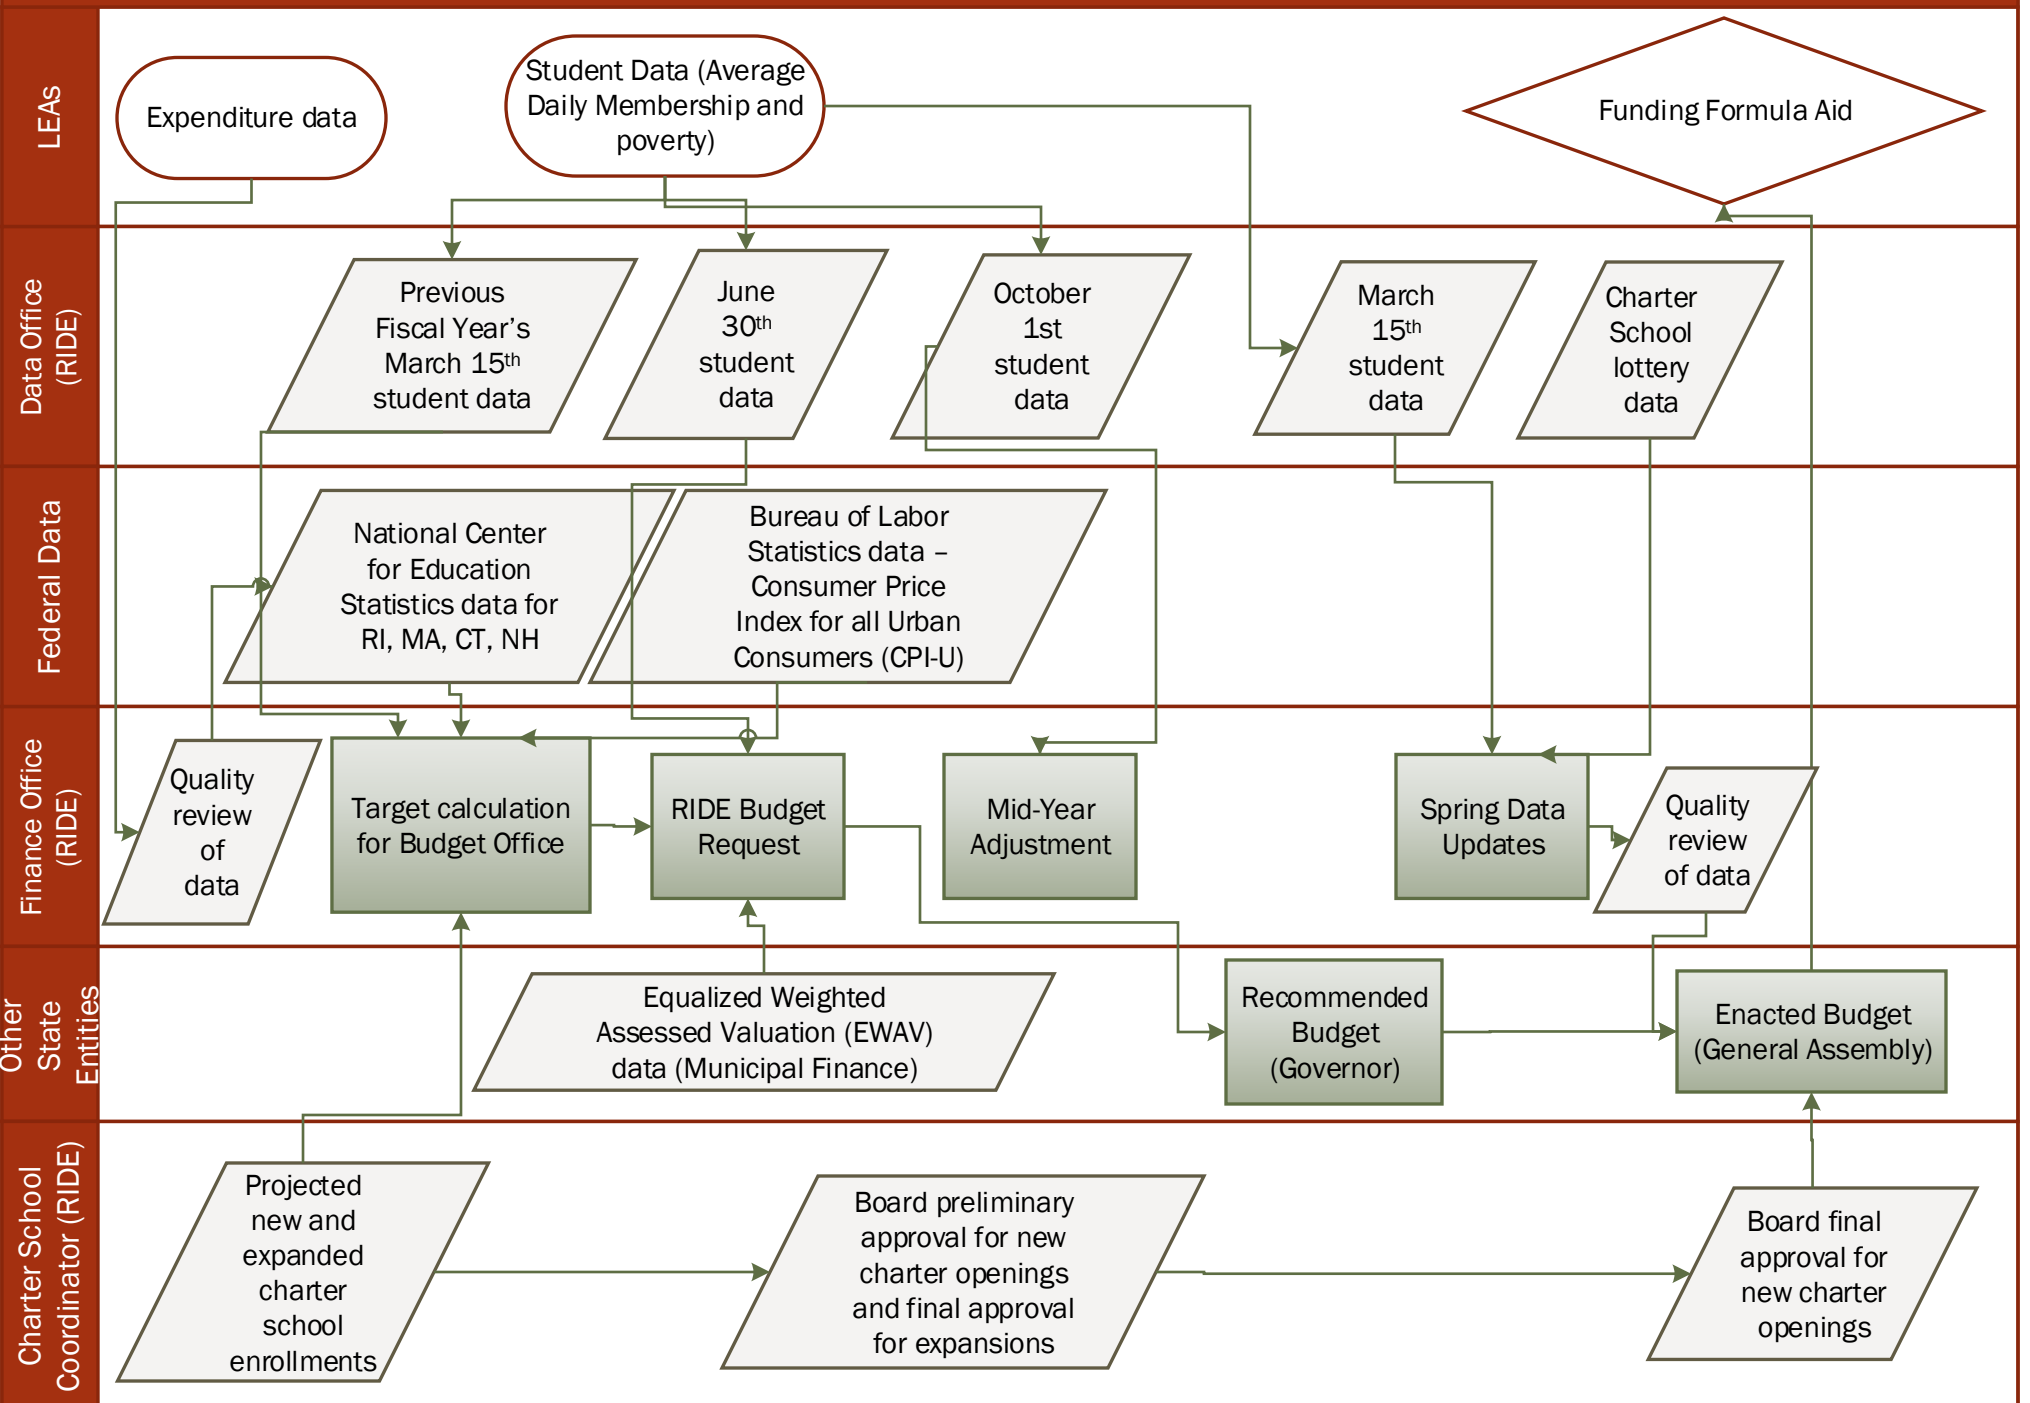 LEAs
Expenditure data
Student Data (Average
Daily Membership and
poverty)
Funding Formula Aid
Data Office
(RIDE)
Previous
Fiscal Year's
March 15th
student data
June
30th
student
data
October
1st
student
data
March
15th
student
data
Charter
School
lottery
data
Federal Data
National Center
for Education
Statistics data for
RI, MA, CT, NH
Bureau of Labor
Statistics data –
Consumer Price
Index for all Urban
Consumers (CPI-U)
Finance Office
(RIDE)
Quality
review
of
data
Target calculation
for Budget Office
RIDE Budget
Request
Mid-Year
Adjustment
Spring Data
Updates
Quality
review
of data
Other
State
Entities
Equalized Weighted
Assessed Valuation (EWAV)
data (Municipal Finance)
Recommended
Budget
(Governor)
Enacted Budget
(General Assembly)
Charter School
Coordinator (RIDE)
Projected
new and
expanded
charter
school
enrollments
Board preliminary
approval for new
charter openings
and final approval
for expansions
Board final
approval for
new charter
openings